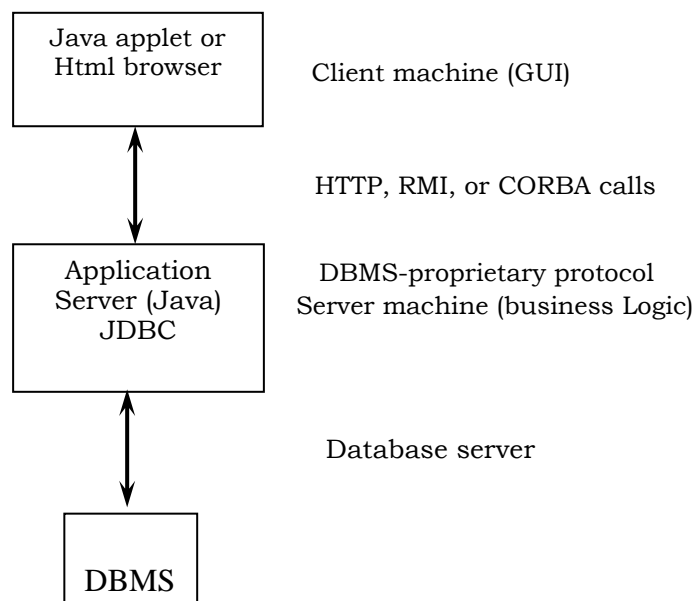 Java applet or
Html browser
Client machine (GUI)
HTTP, RMI, or CORBA calls
Application
Server (Java)
JDBC
DBMS-proprietary protocol
Server machine (business Logic)
Database server
DBMS